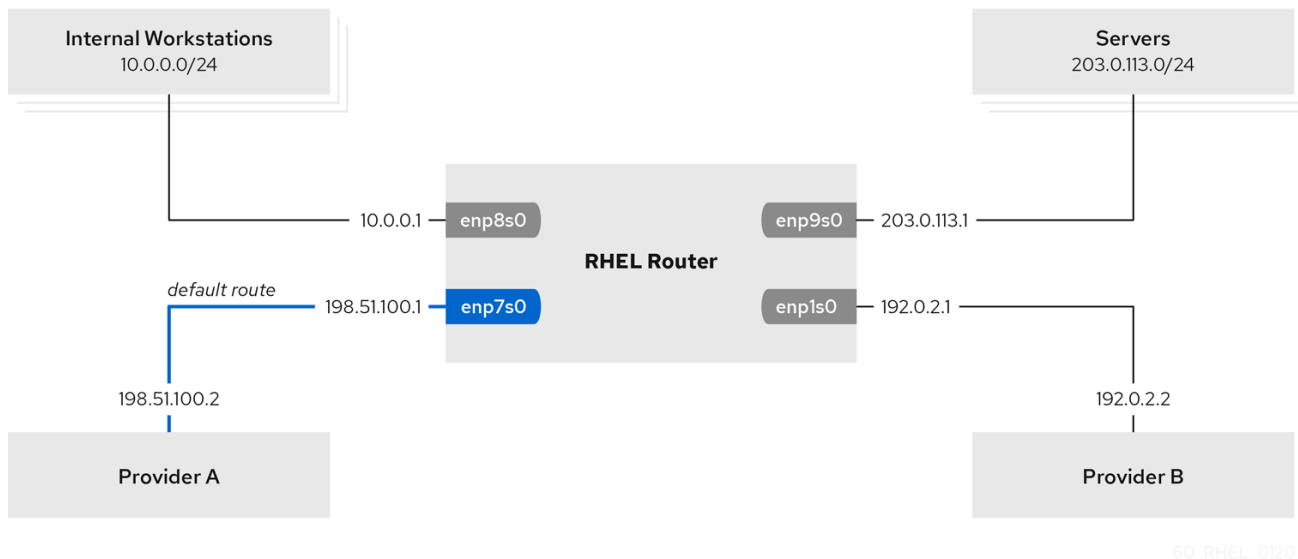 Internal Workstations
10.0.0.0/24
Servers
203.0.113.0/24
10.0.0.1
enp8s0
enp9s0
203.0.113.1
RHEL Router
default route
198.51.100.1
enp7s0
enp1s0
192.0.2.1
198.51.100.2
192.0.2.2
Provider A
Provider B
60_RHEL_0120